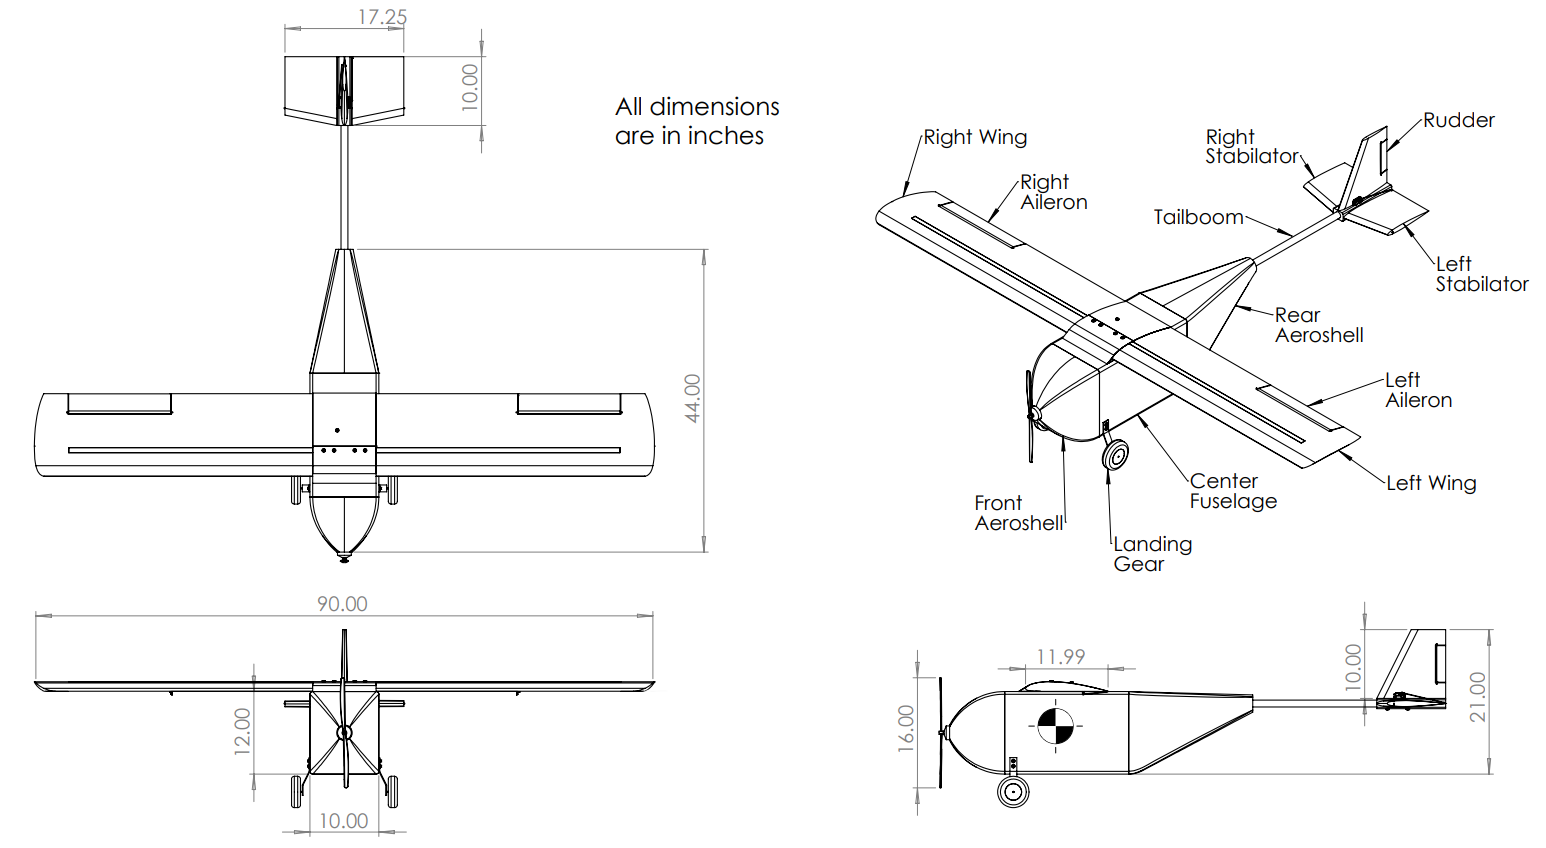 17.25
10.00
All dimensions
are in inches
44.00
90.00
12.00
10.00
Right Wing
Right
Aileron
Right
Stabilator
Rudder
Tailboom
Left
Stabilator
Rear
Aeroshell
Left
Aileron
Left Wing
Center
Fuselage
Front
Aeroshell
Landing
Gear
11.99
16.00
10.00
21.00